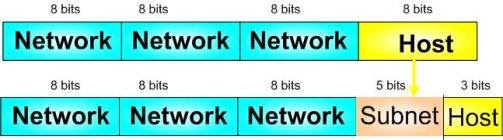 8 bits 8 bits 8 bits 8 bits
Network Network Network Host
8 bits 8 bits 8 bits 5 bits 3 bits
Network Network Network Subnet Host